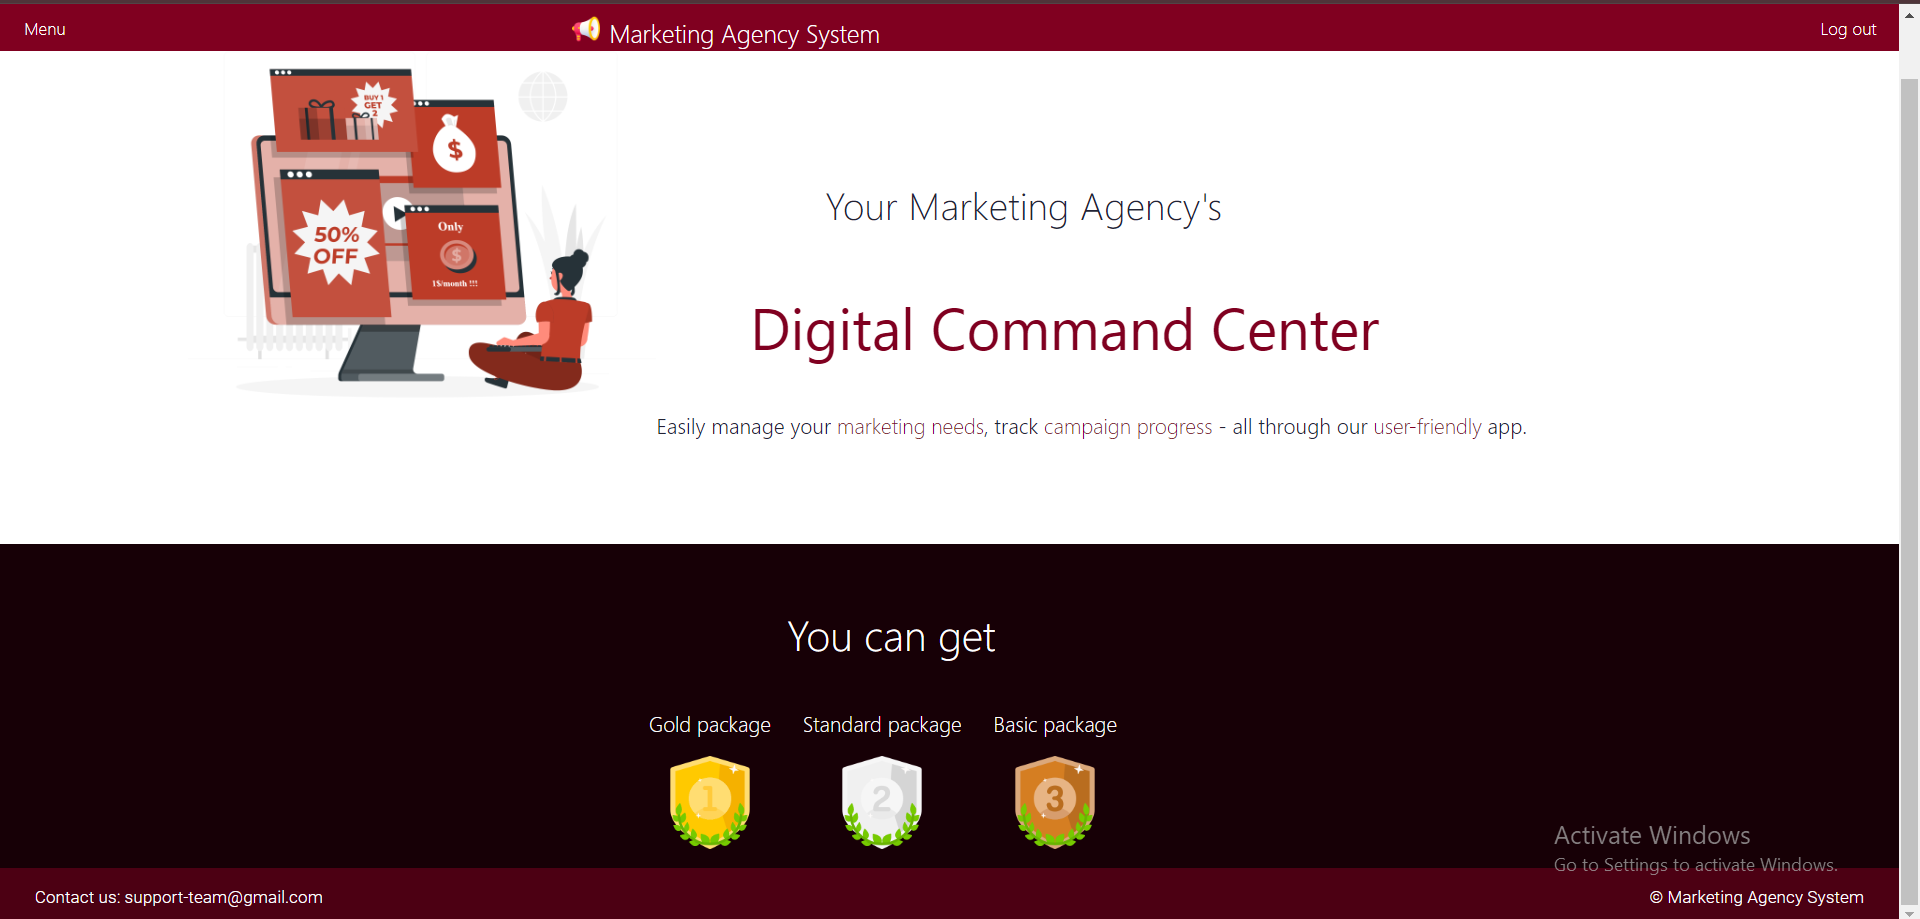 Menu
Marketing Agency System
Log out
BUY 1
GET
2
$
50%
OFF
Only
$
1$/month !!!
Your Marketing Agency's
Digital Command Center
Easily manage your marketing needs, track campaign progress - all through our user-friendly app.
You can get
Gold package
Standard package
Basic package
1
2
3
Activate Windows
Go to Settings to activate Windows.
Contact us: support-team@gmail.com
© Marketing Agency System